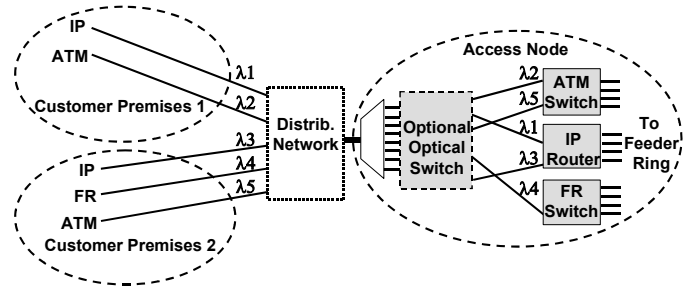 IP
ATM
Customer Premises 1
λ1
λ2
λ3
λ4
λ5
IP
FR
ATM
Customer Premises 2
Distrib.
Network
Access Node
Optional
Optical
Switch
λ2
λ5
λ1
λ3
λ4
ATM
Switch
IP
Router
FR
Switch
To
Feeder
Ring